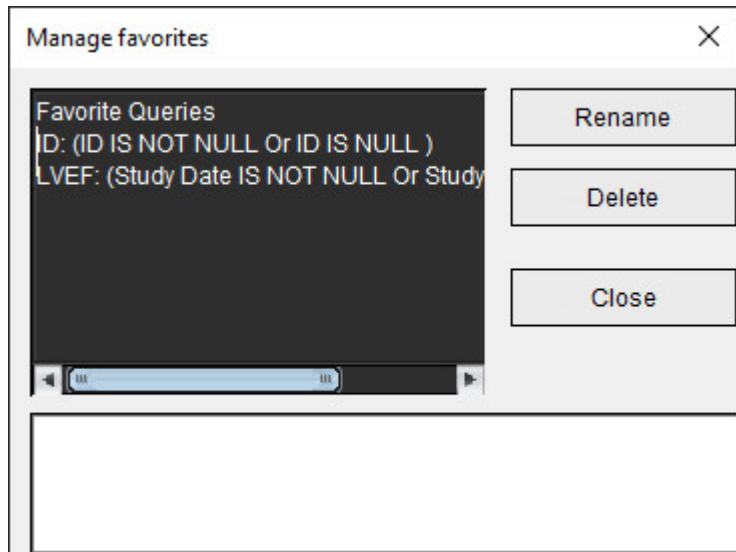 Manage favorites
Favorite Queries
ID: (ID IS NOT NULL Or ID IS NULL )
LVEF: (Study Date IS NOT NULL Or Study
Rename
Delete
Close